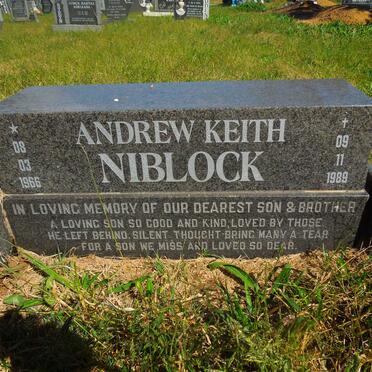 ANDREW KEITH
NIBLOCK
08
03
1966
09
11
1989
IN LOVING MEMORY OF OUR DEAREST SON & BROTHER
A LOVING SON SO GOOD AND KIND, LOVED BY THOSE
HE LEFT BEHIND. SILENT THOUGHT BRING MANY A TEAR
FOR A SON WE MISS AND LOVED SO DEAR.